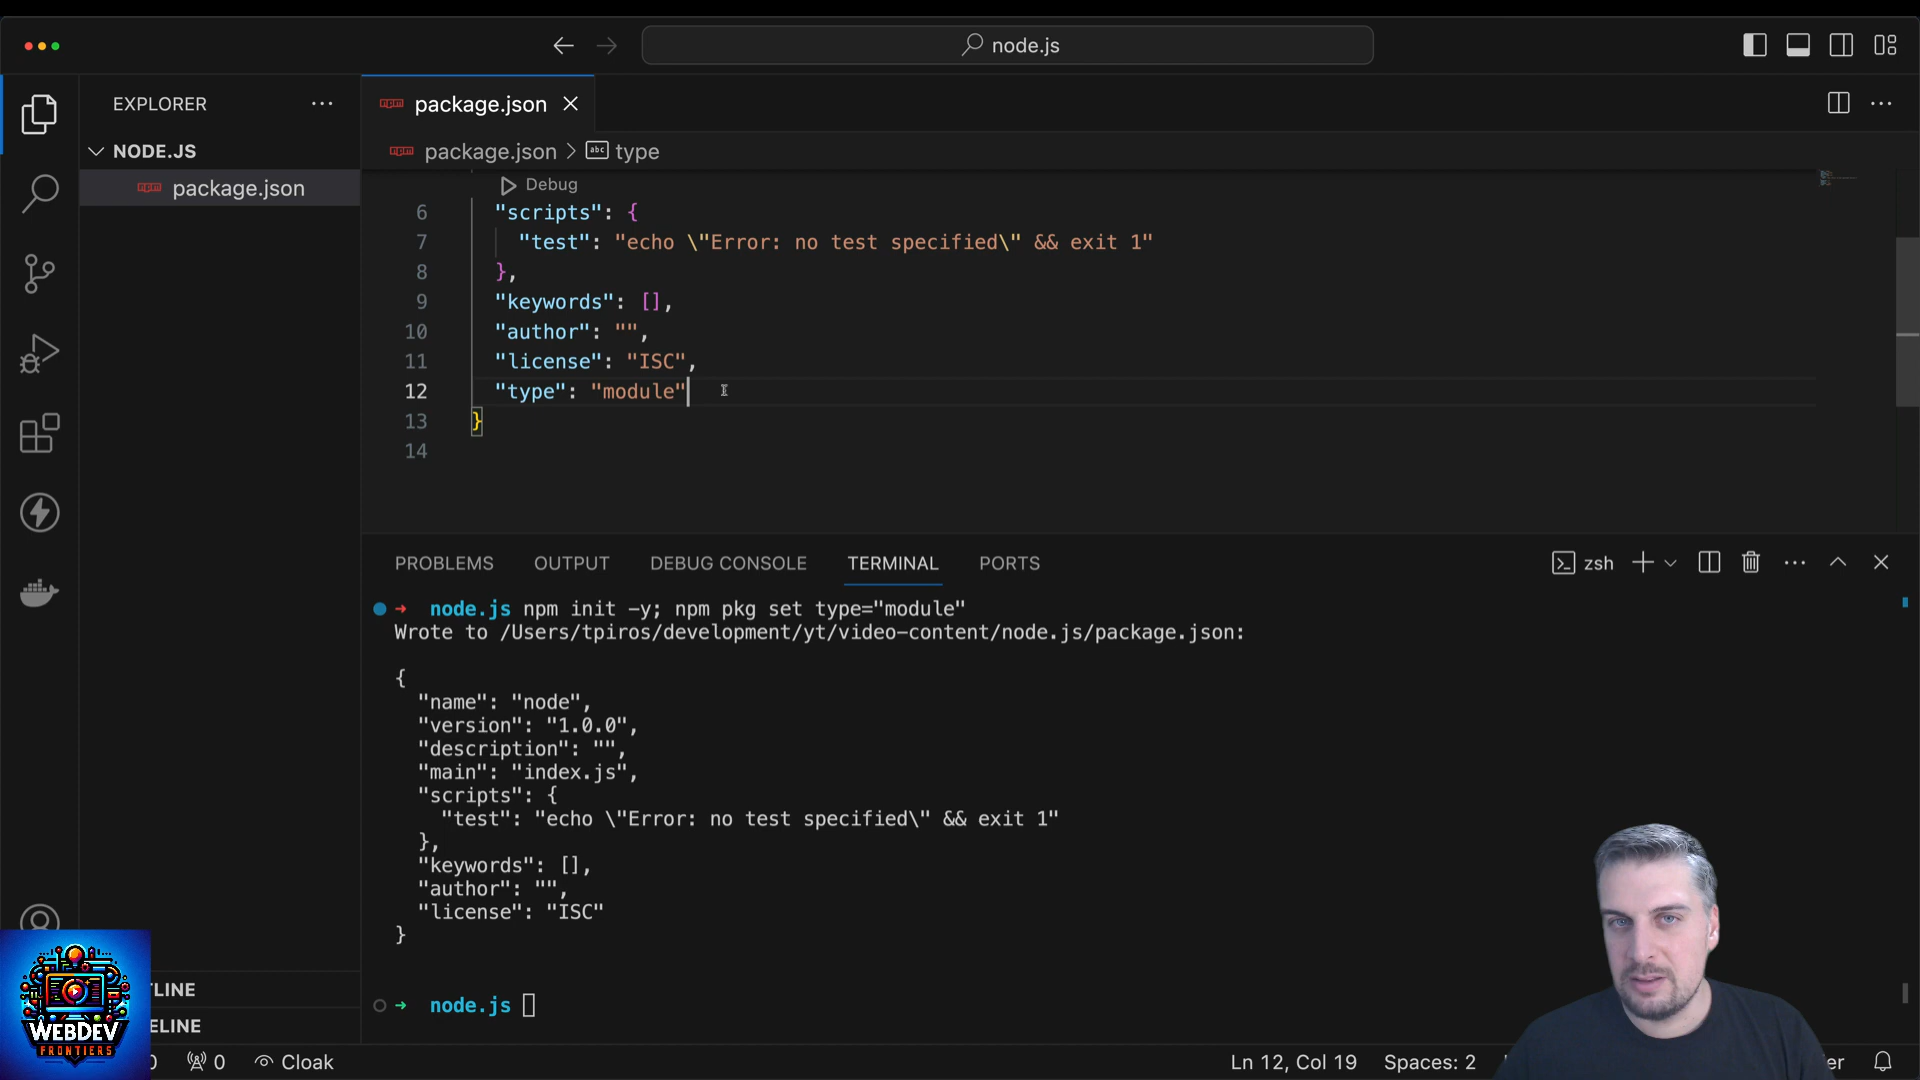 node.js
EXPLORER
package.json
NODE.JS
package.json > type
package.json
Debug
6 "scripts": {
7 "test": "echo \"Error: no test specified\" && exit 1"
8 },
9 "keywords": [],
10 "author": "",
11 "license": "ISC",
12 "type": "module"
13 }
14
PROBLEMS OUTPUT DEBUG CONSOLE TERMINAL PORTS zsh
node.js npm init -y; npm pkg set type="module"
Wrote to /Users/tpiros/development/yt/video-content/node.js/package.json:
{
"name": "node",
"version": "1.0.0",
"description": "",
"main": "index.js",
"scripts": {
"test": "echo \"Error: no test specified\" && exit 1"
},
"keywords": [],
"author": "",
"license": "ISC"
}
node.js
TLINE
ELINE
WEBDEV
FRONTIERS
0 Cloak Ln 12, Col 19 Spaces: 2